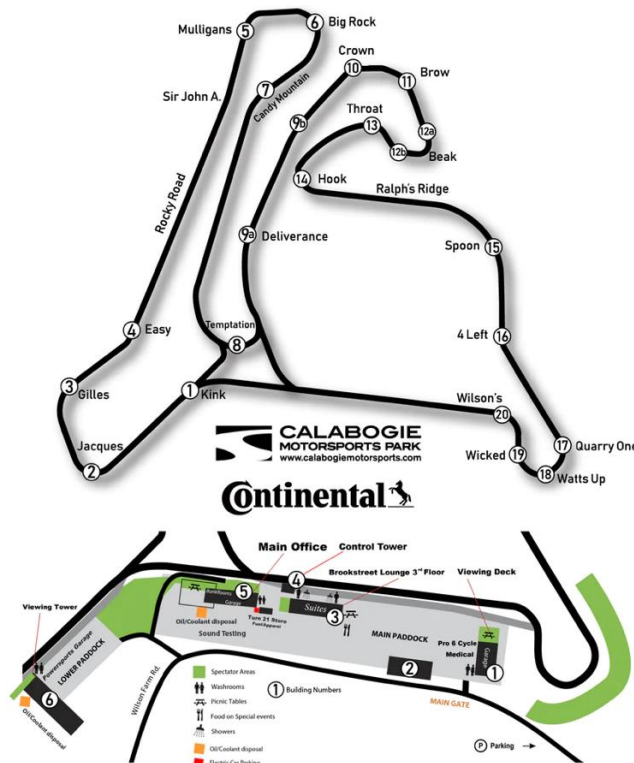 Mulligans
5
6
Big Rock
Sir John A.
7
Candy Mountain
Crown
10
Brow
11
9b
Throat
13
12a
12b
Beak
14
Hook
Ralph's Ridge
Rocky Road
9a
Deliverance
Spoon
15
4
Easy
Temptation
8
4 Left
16
3
Gilles
1
Kink
Wilson's
20
Jacques
2
Wicked
19
17
Quarry One
18
Watts Up
CALABOGIE
MOTORSPORTS PARK
www.calabogiemotorsports.com
Continental
Main Office
Control Tower
Viewing Deck
Brookstreet Lounge 3rd Floor
Viewing Tower
Powersports Garage
LOWER PADDOCK
6
Oil/Coolant disposal
Wilson Farm Rd.
5
Garage
4
Oil/Coolant disposal
Sound Testing
Turn 21 Store
Suites
3
MAIN PADDOCK
Pro 6 Cycle
Medical
Garage
1
2
MAIN GATE
Spectator Areas
Washrooms
Picnic Tables
Food on Special events
Showers
Oil/Coolant disposal
Electric Car Parking
1 Building Numbers
P Parking